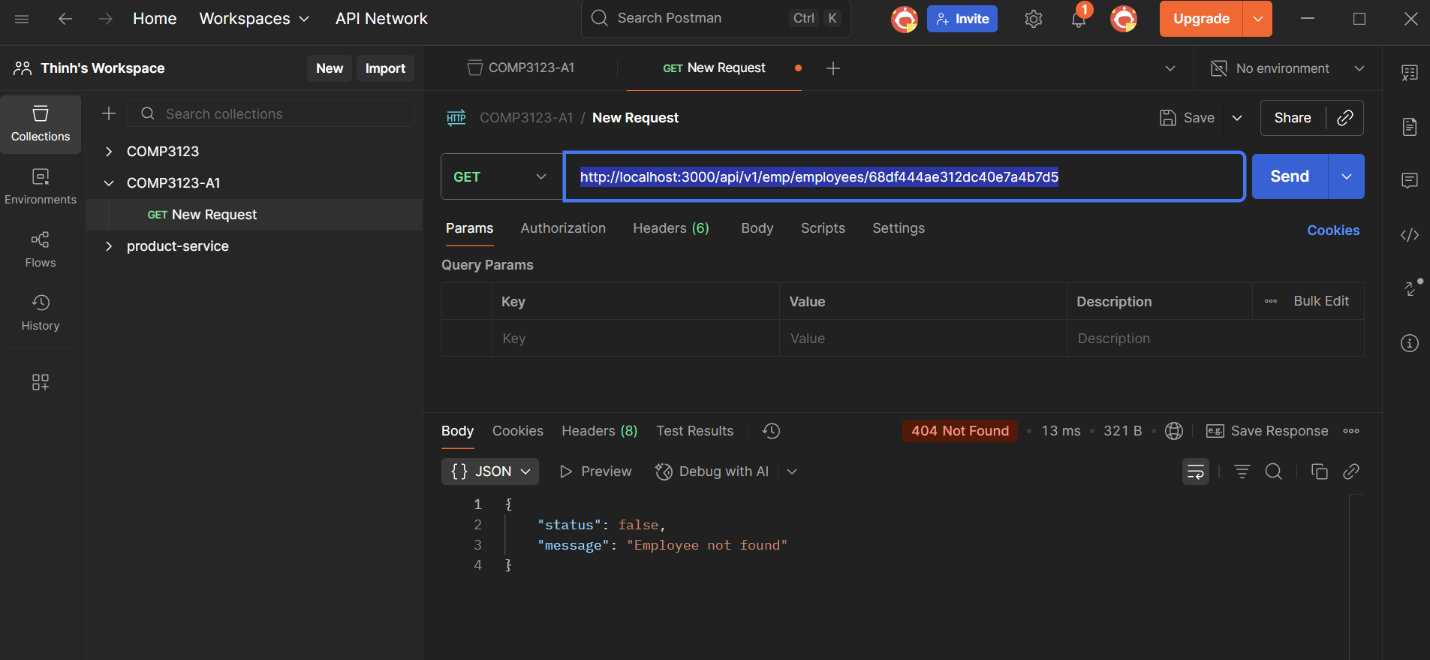 Home Workspaces API Network Search Postman Ctrl K Invite 1 Upgrade
Thinh's Workspace New Import COMP3123-A1 GET New Request No environment
Collections
Search collections
COMP3123
COMP3123-A1
GET New Request
product-service
Environments
Flows
History
HTTP COMP3123-A1 / New Request Save Share
GET http://localhost:3000/api/v1/emp/employees/68df444ae312dc40e7a4b7d5 Send
Params Authorization Headers (6) Body Scripts Settings Cookies
Query Params
Key Value Description Bulk Edit
Key Value Description
Body Cookies Headers (8) Test Results 404 Not Found • 13 ms • 321 B • e.g. Save Response
{} JSON Preview Debug with AI
1 {
2 "status": false,
3 "message": "Employee not found"
4 }